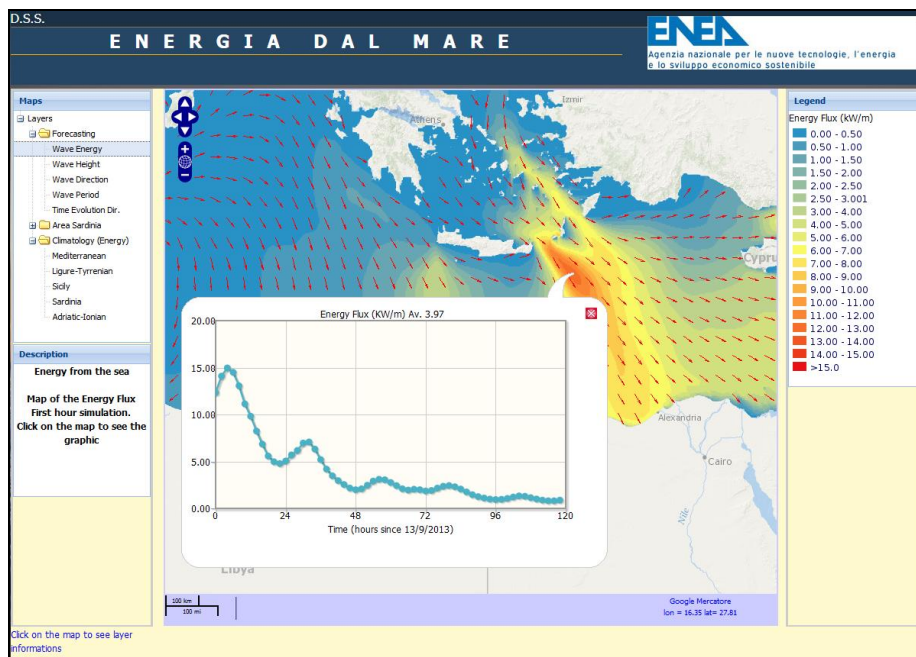 D.S.S.
ENERGIA DAL MARE
ENEA
Agenzia nazionale per le nuove tecnologie, l'energia
e lo sviluppo economico sostenibile
Maps
Layers
Forecasting
Wave Energy
Wave Height
Wave Direction
Wave Period
Time Evolution Dir.
Area Sardinia
Climatology (Energy)
Mediterranean
Ligure-Tyrrenian
Sicily
Sardinia
Adriatic-Ionian
Description
Energy from the sea
Map of the Energy Flux
First hour simulation.
Click on the map to see the
graphic
Izmir
Athens
Cypru
Alexandria
Cairo
Nile
Libya
Energy Flux (KW/m) Av. 3.97
20.00
15.00
10.00
5.00
0.00
0 24 48 72 96 120
Time (hours since 13/9/2013)
100 km
100 mi
Google Mercatore
lon = 16.35 lat= 27.81
Legend
Energy Flux (kW/m)
0.00 - 0.50
0.50 - 1.00
1.00 - 1.50
1.50 - 2.00
2.00 - 2.50
2.50 - 3.001
3.00 - 4.00
4.00 - 5.00
5.00 - 6.00
6.00 - 7.00
7.00 - 8.00
8.00 - 9.00
9.00 - 10.00
10.00 - 11.00
11.00 - 12.00
12.00 - 13.00
13.00 - 14.00
14.00 - 15.00
>15.0
Click on the map to see layer
informations